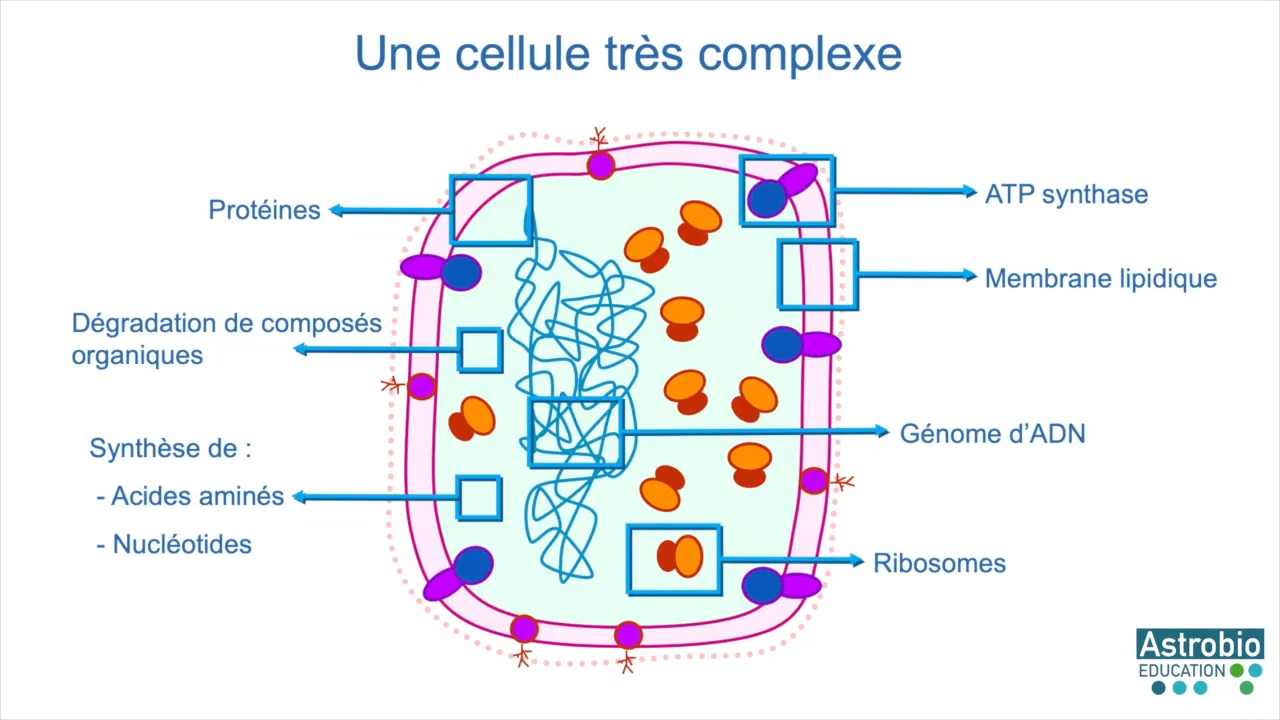 Une cellule très complexe
Protéines
ATP synthase
Membrane lipidique
Dégradation de composés
organiques
Génome d’ADN
Synthèse de :
- Acides aminés
- Nucléotides
Ribosomes
Astrobio
EDUCATION